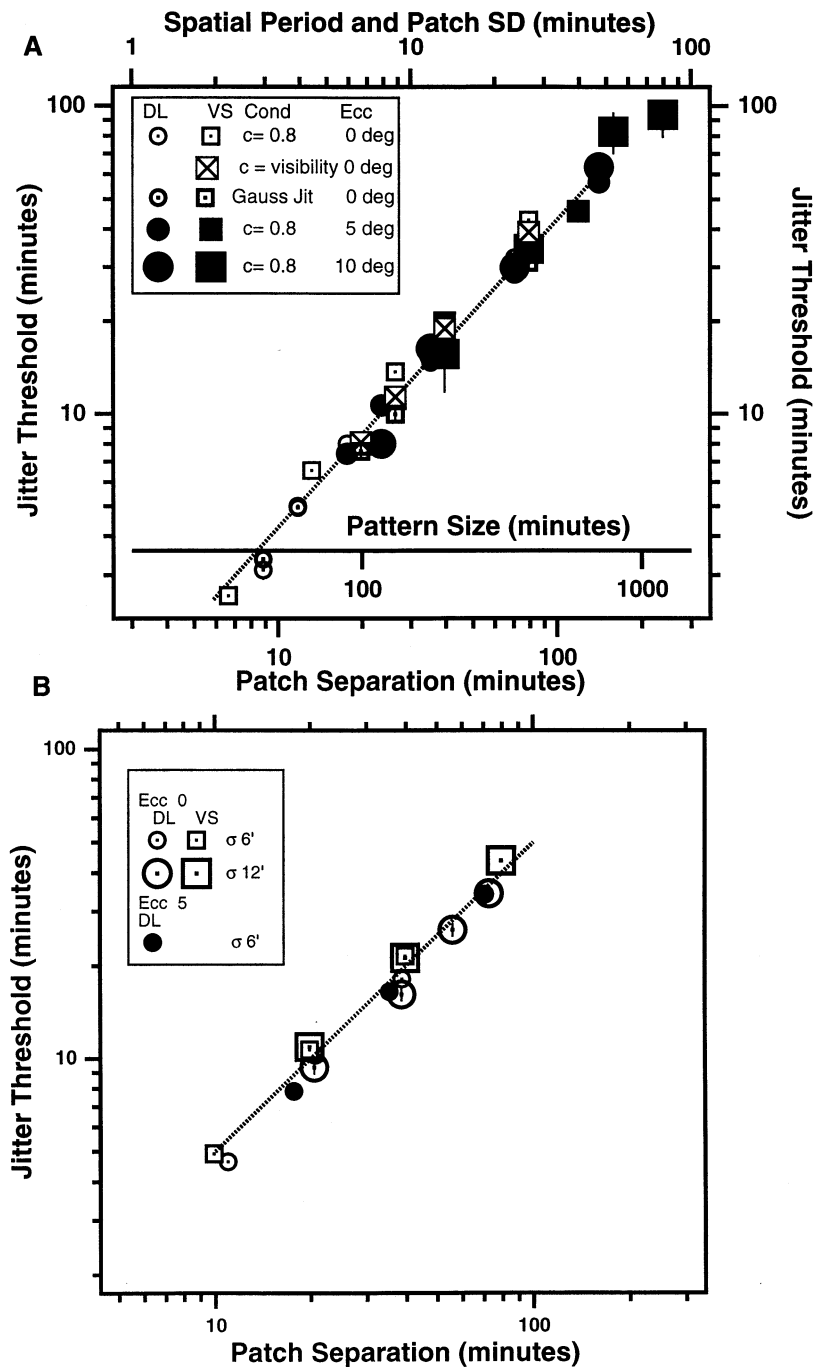 Spatial Period and Patch SD (minutes)
A
1 10 100
100 100
DL VS Cond Ecc
c= 0.8 0 deg
c = visibility 0 deg
Gauss Jit 0 deg
c= 0.8 5 deg
c= 0.8 10 deg
Jitter Threshold (minutes)
Jitter Threshold (minutes)
10 10
Pattern Size (minutes)
100 1000
10 100
Patch Separation (minutes)
B
100
Ecc 0
DL VS
σ 6'
σ 12'
Ecc 5
DL
σ 6'
Jitter Threshold (minutes)
10
10 100
Patch Separation (minutes)